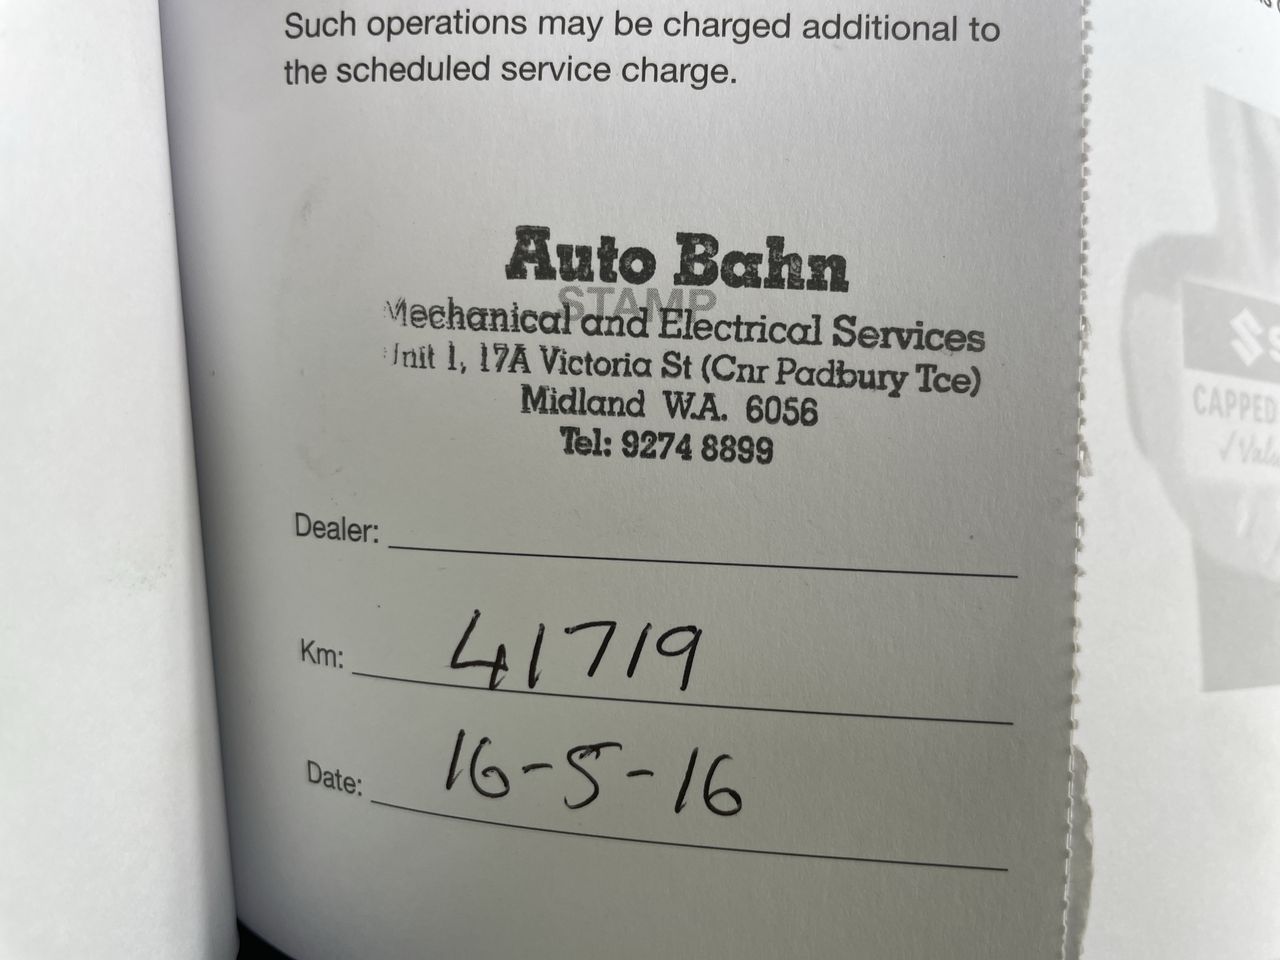 Such operations may be charged additional to
the scheduled service charge.
Auto Bahn
STAMP
Mechanical and Electrical Services
Unit 1, 17A Victoria St (Cnr Padbury Tce)
Midland W.A. 6056
Tel: 9274 8899
Dealer:
Km: 41719
Date: 16-5-16
CAPPED